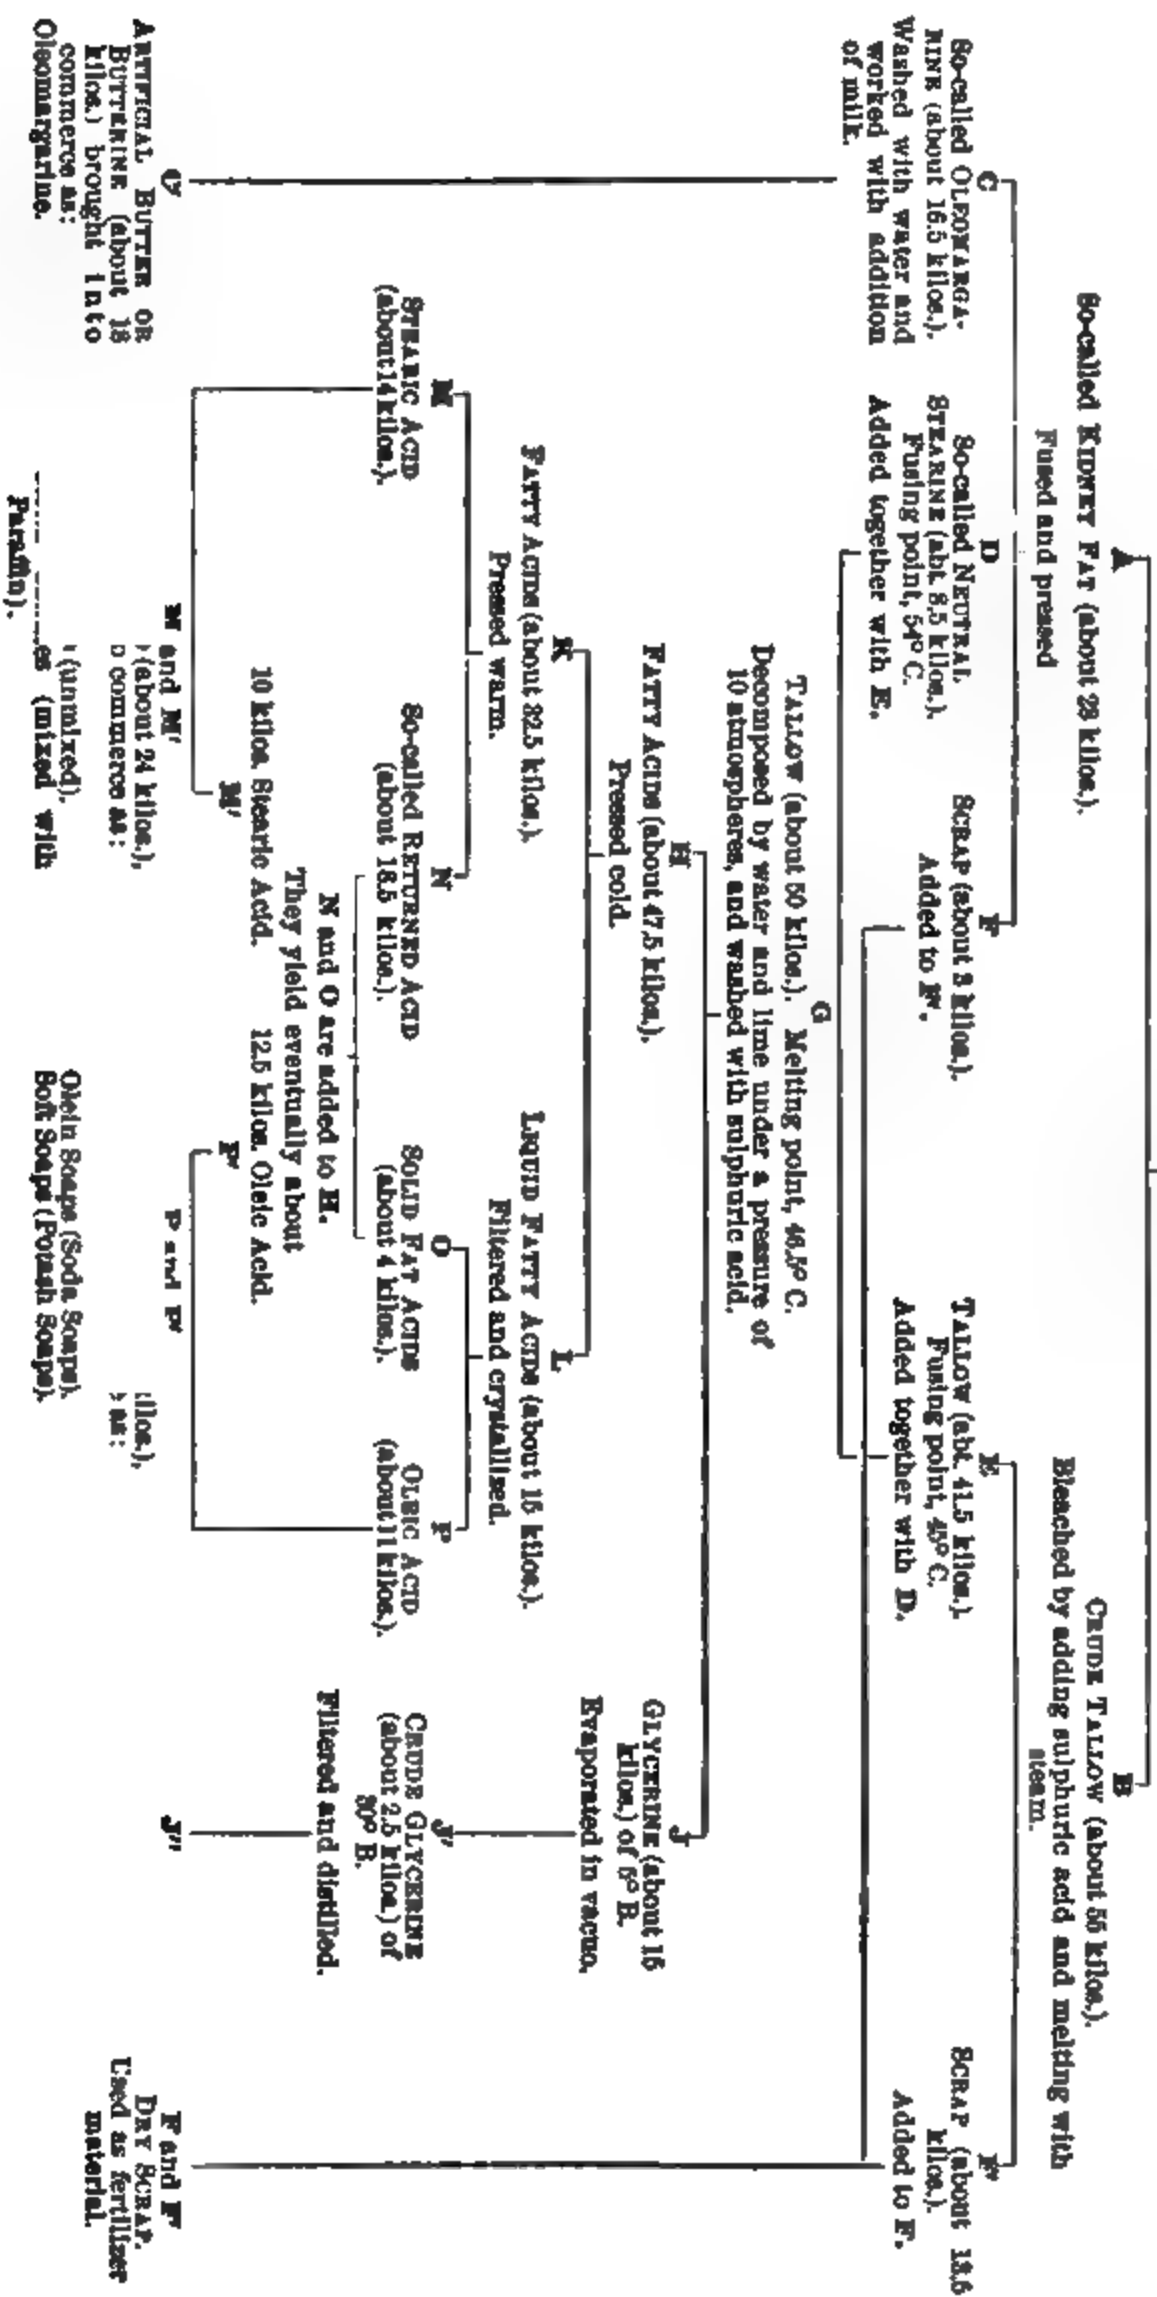 A
So-called KIDNEY FAT (about 28 kilos.).
Fused and pressed
B
CRUDE TALLOW (about 55 kilos.).
Bleached by adding sulphuric acid and melting with
steam.
C
So-called OLEOMARGA-
RINE (about 16.5 kilos.).
Washed with water and
worked with addition
of milk.
D
So-called NEUTRAL
STEARINE (abt. 8,5 kilos.).
Fusing point, 54° C.
Added together with E.
F
SCRAP (about 3 kilos.).
Added to F'.
E
TALLOW (abt. 41.5 kilos.).
Fusing point, 45° C.
Added together with D.
F'
SCRAP (about 13.5
kilos.).
Added to F.
G
TALLOW (about 50 kilos.). Melting point, 46.5° C.
Decomposed by water and lime under a pressure of
10 atmospheres, and washed with sulphuric acid.
H
FATTY ACIDS (about 47,5 kilos.).
Pressed cold.
J
GLYCERINE (about 15
kilos.) of 5° B.
Evaporated in vacuo.
K
FATTY ACIDS (about 32.5 kilos.).
Pressed warm.
L
LIQUID FATTY ACIDS (about 15 kilos.).
Filtered and crystallized.
M
STEARIC ACID
(about 14 kilos.).
N
So-called RETURNED ACID
(about 18.5 kilos.).
O
SOLID FAT ACIDS
(about 4 kilos.).
P
OLEIC ACID
(about 11 kilos.).
J'
CRUDE GLYCERINE
(about 2.5 kilos.) of
30° B.
Filtered and distilled.
N and O are added to H.
They yield eventually about
10 kilos. Stearic Acid. 12.5 kilos. Oleic Acid.
M'
P'
C'
ARTIFICIAL BUTTER OR
BUTTERINE (about 18
kilos.) brought into
commerce as:
Oleomargarine.
M and M'
(about 24 kilos.),
commerce as:
(unmixed).
es (mixed with
Paraffin).
P and P'
kilos.),
as:
Olein Soaps (Soda Soaps).
Soft Soaps (Potash Soaps).
J''
F and F'
DRY SCRAP.
Used as fertilizer
material.